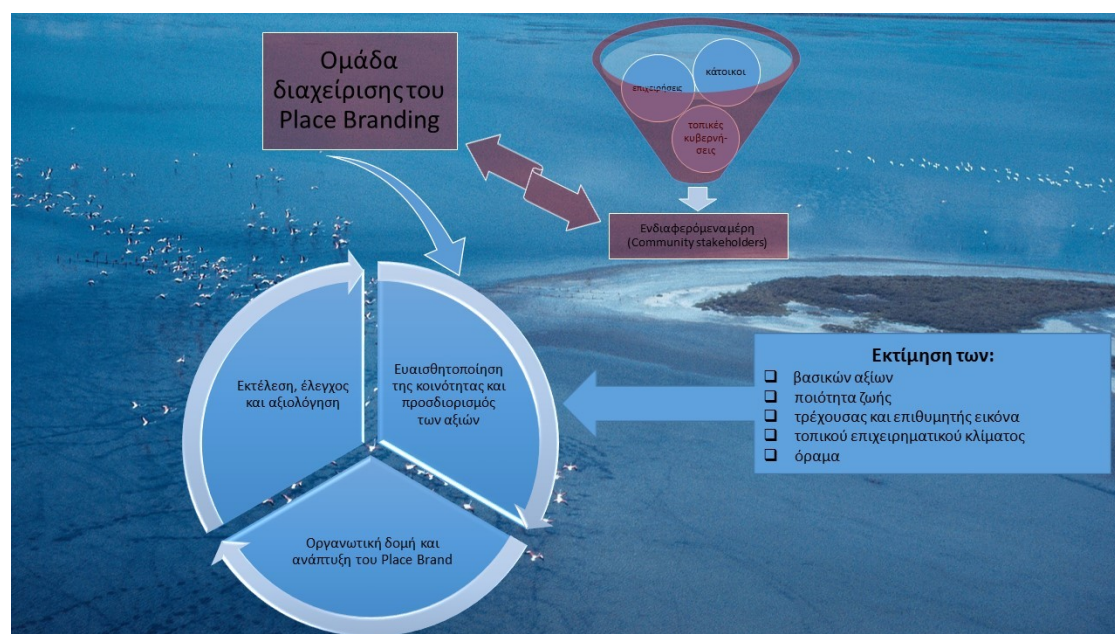 Ομάδα
διαχείρισης του
Place Branding
επιχειρήσεις
κάτοικοι
τοπικές
κυβερνή-
σεις
Ενδιαφερόμενα μέρη
(Community stakeholders)
Εκτέλεση, έλεγχος
και αξιολόγηση
Ευαισθητοποίηση
της κοινότητας και
προσδιορισμός
των αξιών
Οργανωτική δομή και
ανάπτυξη του Place Brand
Εκτίμηση των:
βασικών αξίων
ποιότητα ζωής
τρέχουσας και επιθυμητής εικόνα
τοπικού επιχειρηματικού κλίματος
όραμα